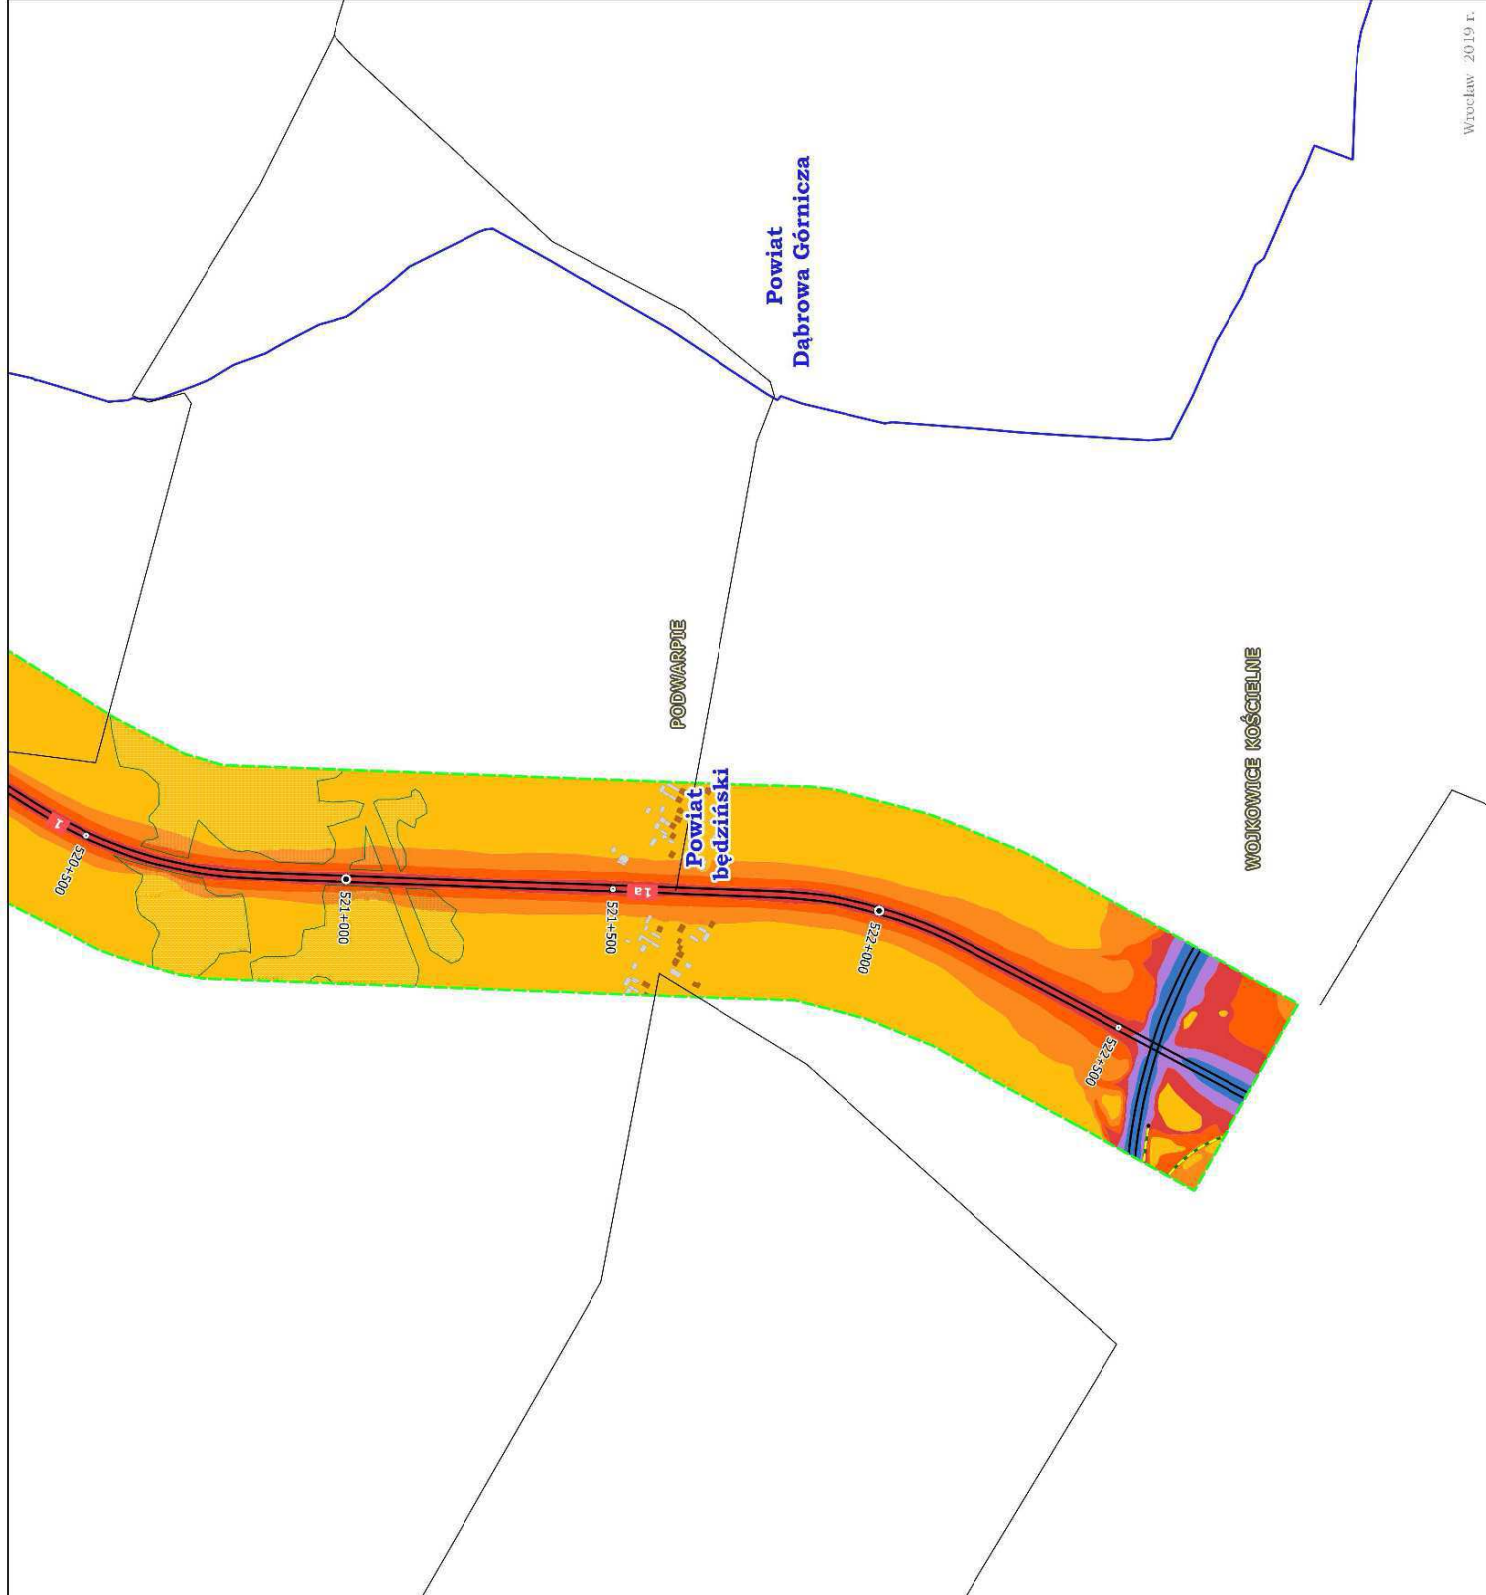 Wrocław 2019 r.
Powiat
Dąbrowa Górnicza
PODWARPIE
WOJKOWICE KOŚCIELNE
Powiat
będziński
1
520+500
521+000
521+500
1a
522+000
522+500